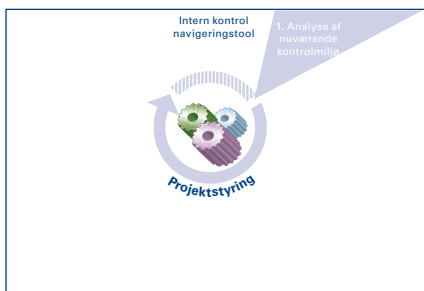 Intern kontrol
navigeringstool
1. Analyse af
nuværende
kontrolmiljø
Projektstyring